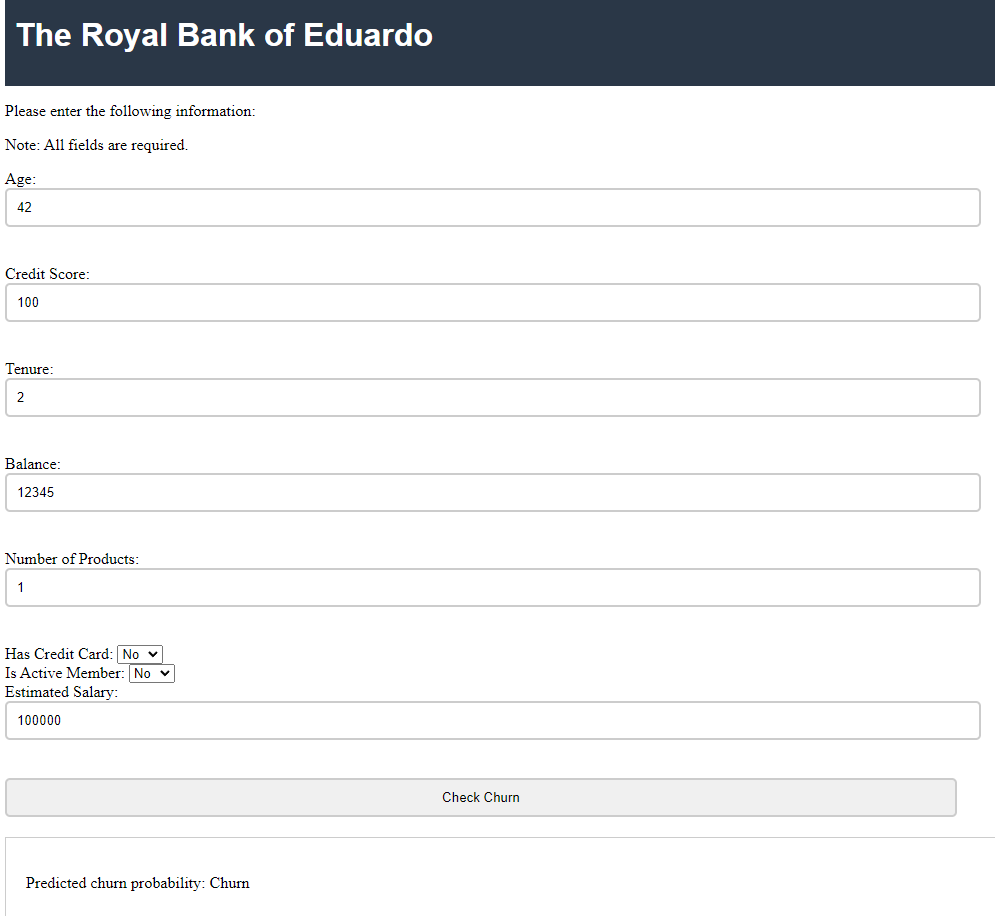 The Royal Bank of Eduardo
Please enter the following information:
Note: All fields are required.
Age:
42
Credit Score:
100
Tenure:
2
Balance:
12345
Number of Products:
1
Has Credit Card: No
Is Active Member: No
Estimated Salary:
100000
Check Churn
Predicted churn probability: Churn